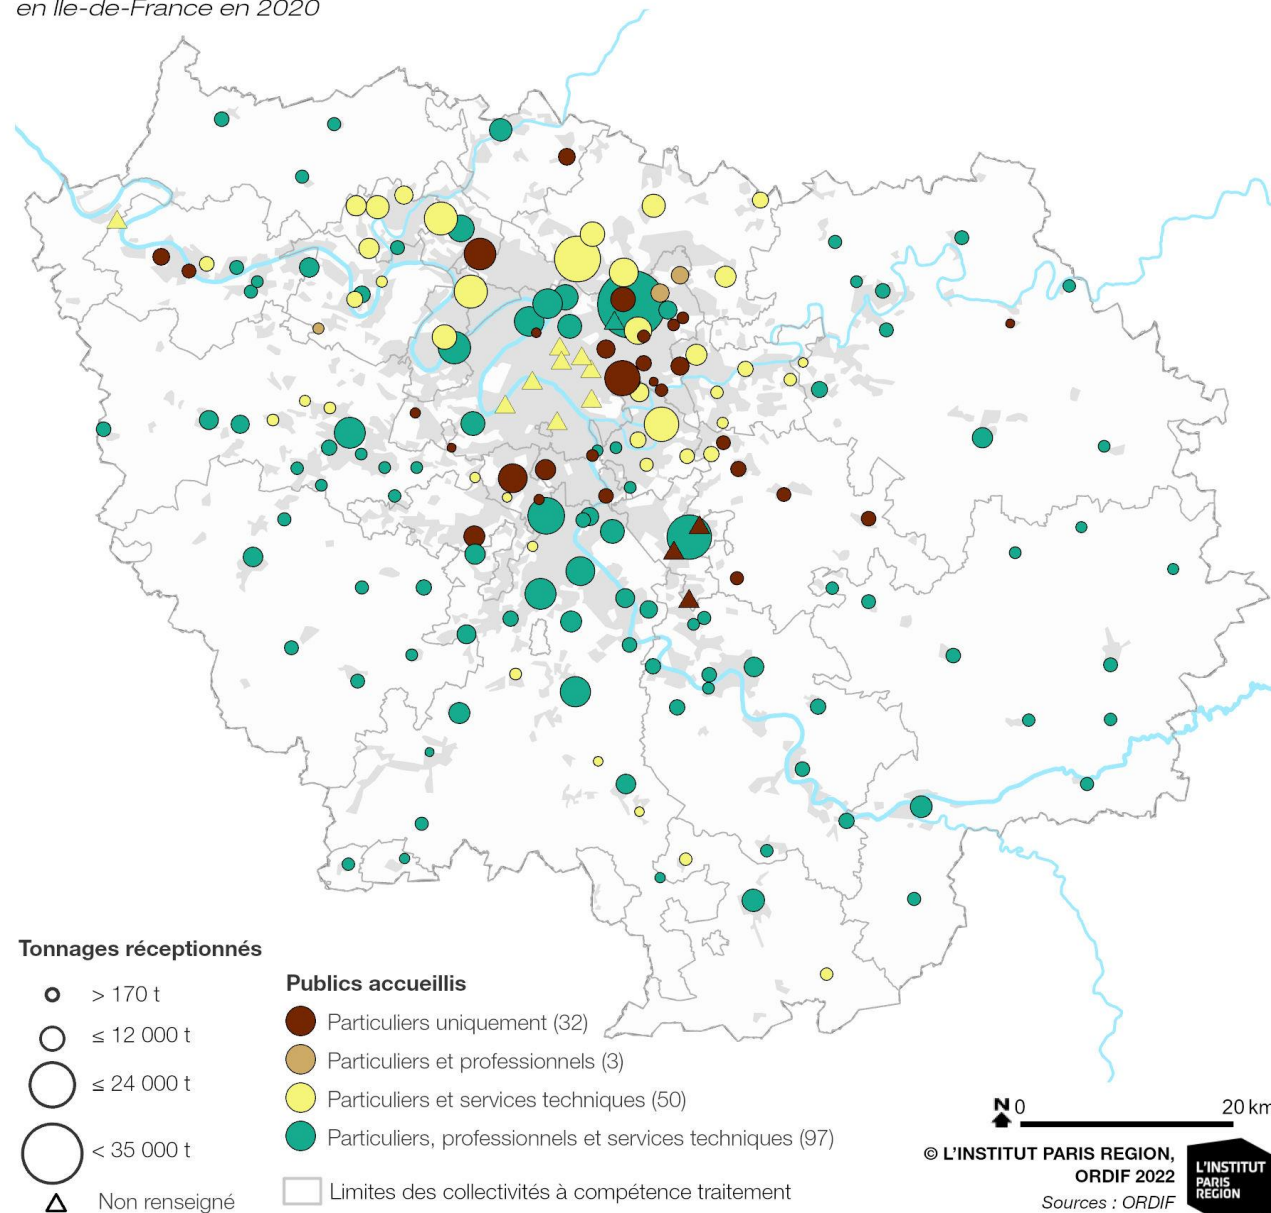 en Ile-de-France en 2020
Tonnages réceptionnés
> 170 t
≤ 12 000 t
≤ 24 000 t
< 35 000 t
Non renseigné
Publics accueillis
Particuliers uniquement (32)
Particuliers et professionnels (3)
Particuliers et services techniques (50)
Particuliers, professionnels et services techniques (97)
Limites des collectivités à compétence traitement
N 0 20 km
© L'INSTITUT PARIS REGION,
ORDIF 2022
Sources : ORDIF
L'INSTITUT
PARIS
REGION